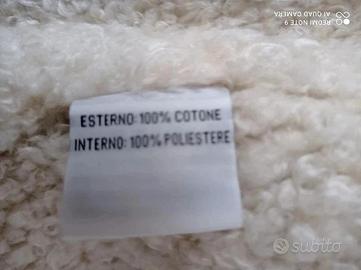 REDMI NOTE 9
AI QUAD CAMERA
ESTERNO: 100% COTONE
INTERNO: 100% POLIESTERE
subito